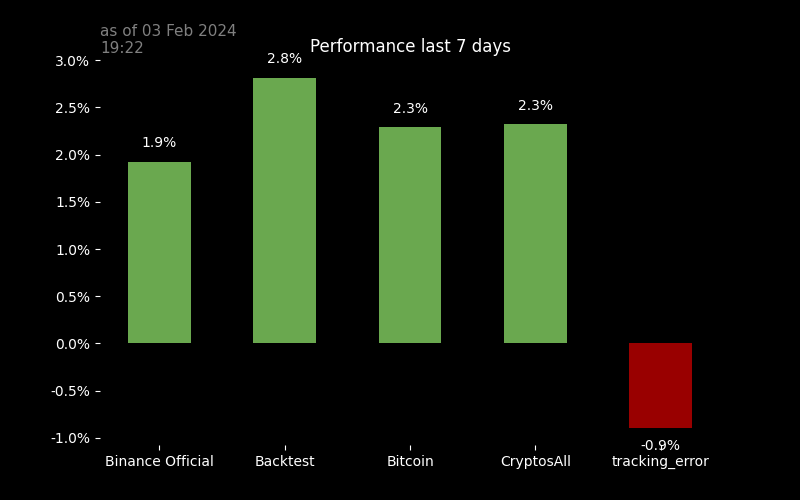 as of 03 Feb 2024
19:22
Performance last 7 days
3.0%
2.5%
2.0%
1.5%
1.0%
0.5%
0.0%
-0.5%
-1.0%
1.9%
2.8%
2.3%
2.3%
-0.9%
Binance Official
Backtest
Bitcoin
CryptosAll
tracking_error